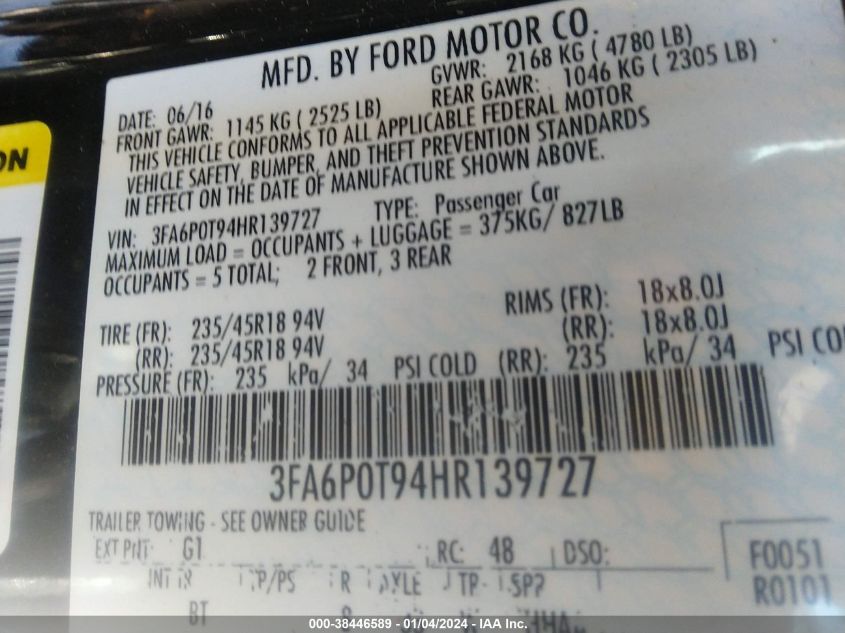 MFD. BY FORD MOTOR CO.
DATE: 06/16 GVWR: 2168 KG ( 4780 LB)
FRONT GAWR: 1145 KG ( 2525 LB) REAR GAWR: 1046 KG ( 2305 LB)
THIS VEHICLE CONFORMS TO ALL APPLICABLE FEDERAL MOTOR
VEHICLE SAFETY, BUMPER, AND THEFT PREVENTION STANDARDS
IN EFFECT ON THE DATE OF MANUFACTURE SHOWN ABOVE.
VIN: 3FA6P0T94HR139727 TYPE: Passenger Car
MAXIMUM LOAD = OCCUPANTS + LUGGAGE = 375KG/ 827LB
OCCUPANTS = 5 TOTAL; 2 FRONT, 3 REAR
TIRE (FR): 235/45R18 94V RIMS (FR): 18x8.0J
(RR): 235/45R18 94V (RR): 18x8.0J
PRESSURE (FR): 235 kPa/ 34 PSI COLD (RR): 235 kPa/ 34 PSI CO
3FA6P0T94HR139727
TRAILER TOWING - SEE OWNER GUIDE
EXT PNT: G1 RC: 48 DSO: F0051
R0101
BT
ON
000-38446589 - 01/04/2024 - IAA Inc.